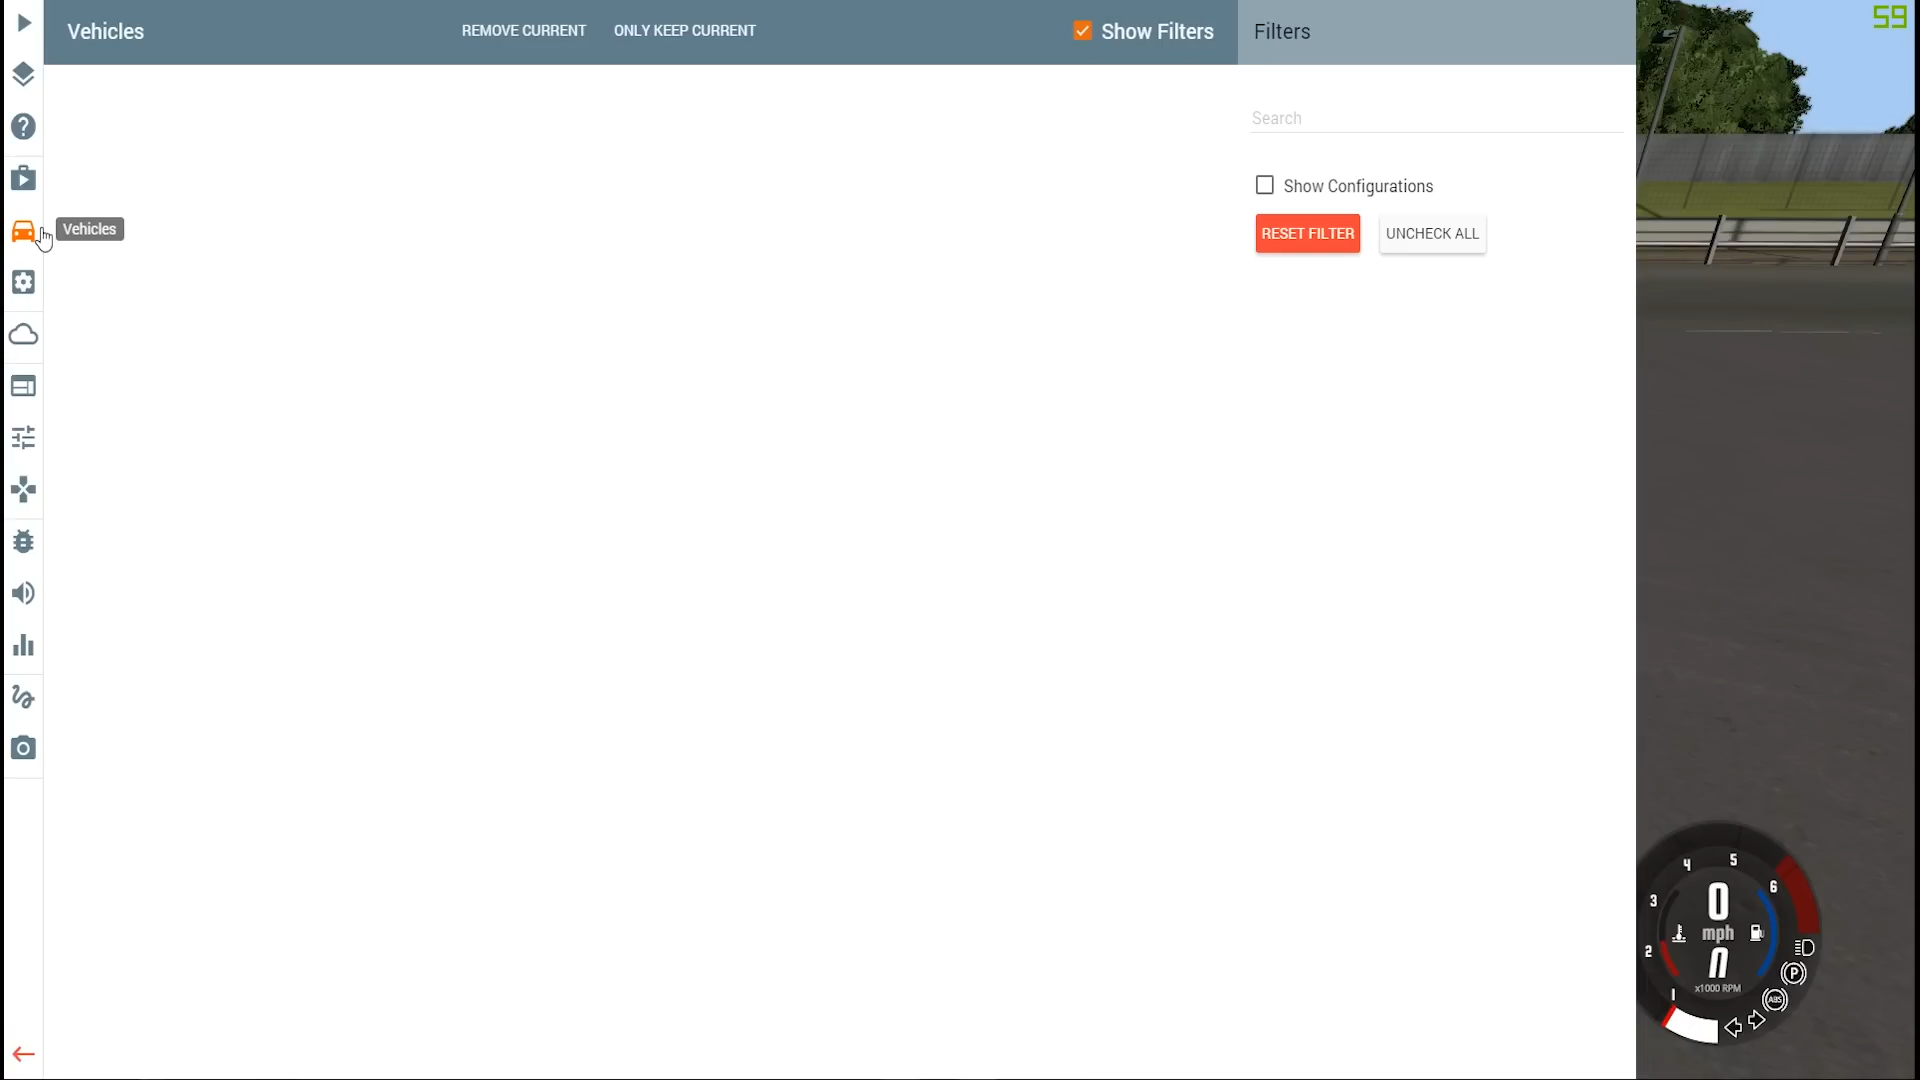 Vehicles
REMOVE CURRENT
ONLY KEEP CURRENT
Show Filters
Filters
59
Search
Show Configurations
Vehicles
RESET FILTER
UNCHECK ALL
1
2
3
4
5
6
0
mph
n
x1000 RPM
P
ABS